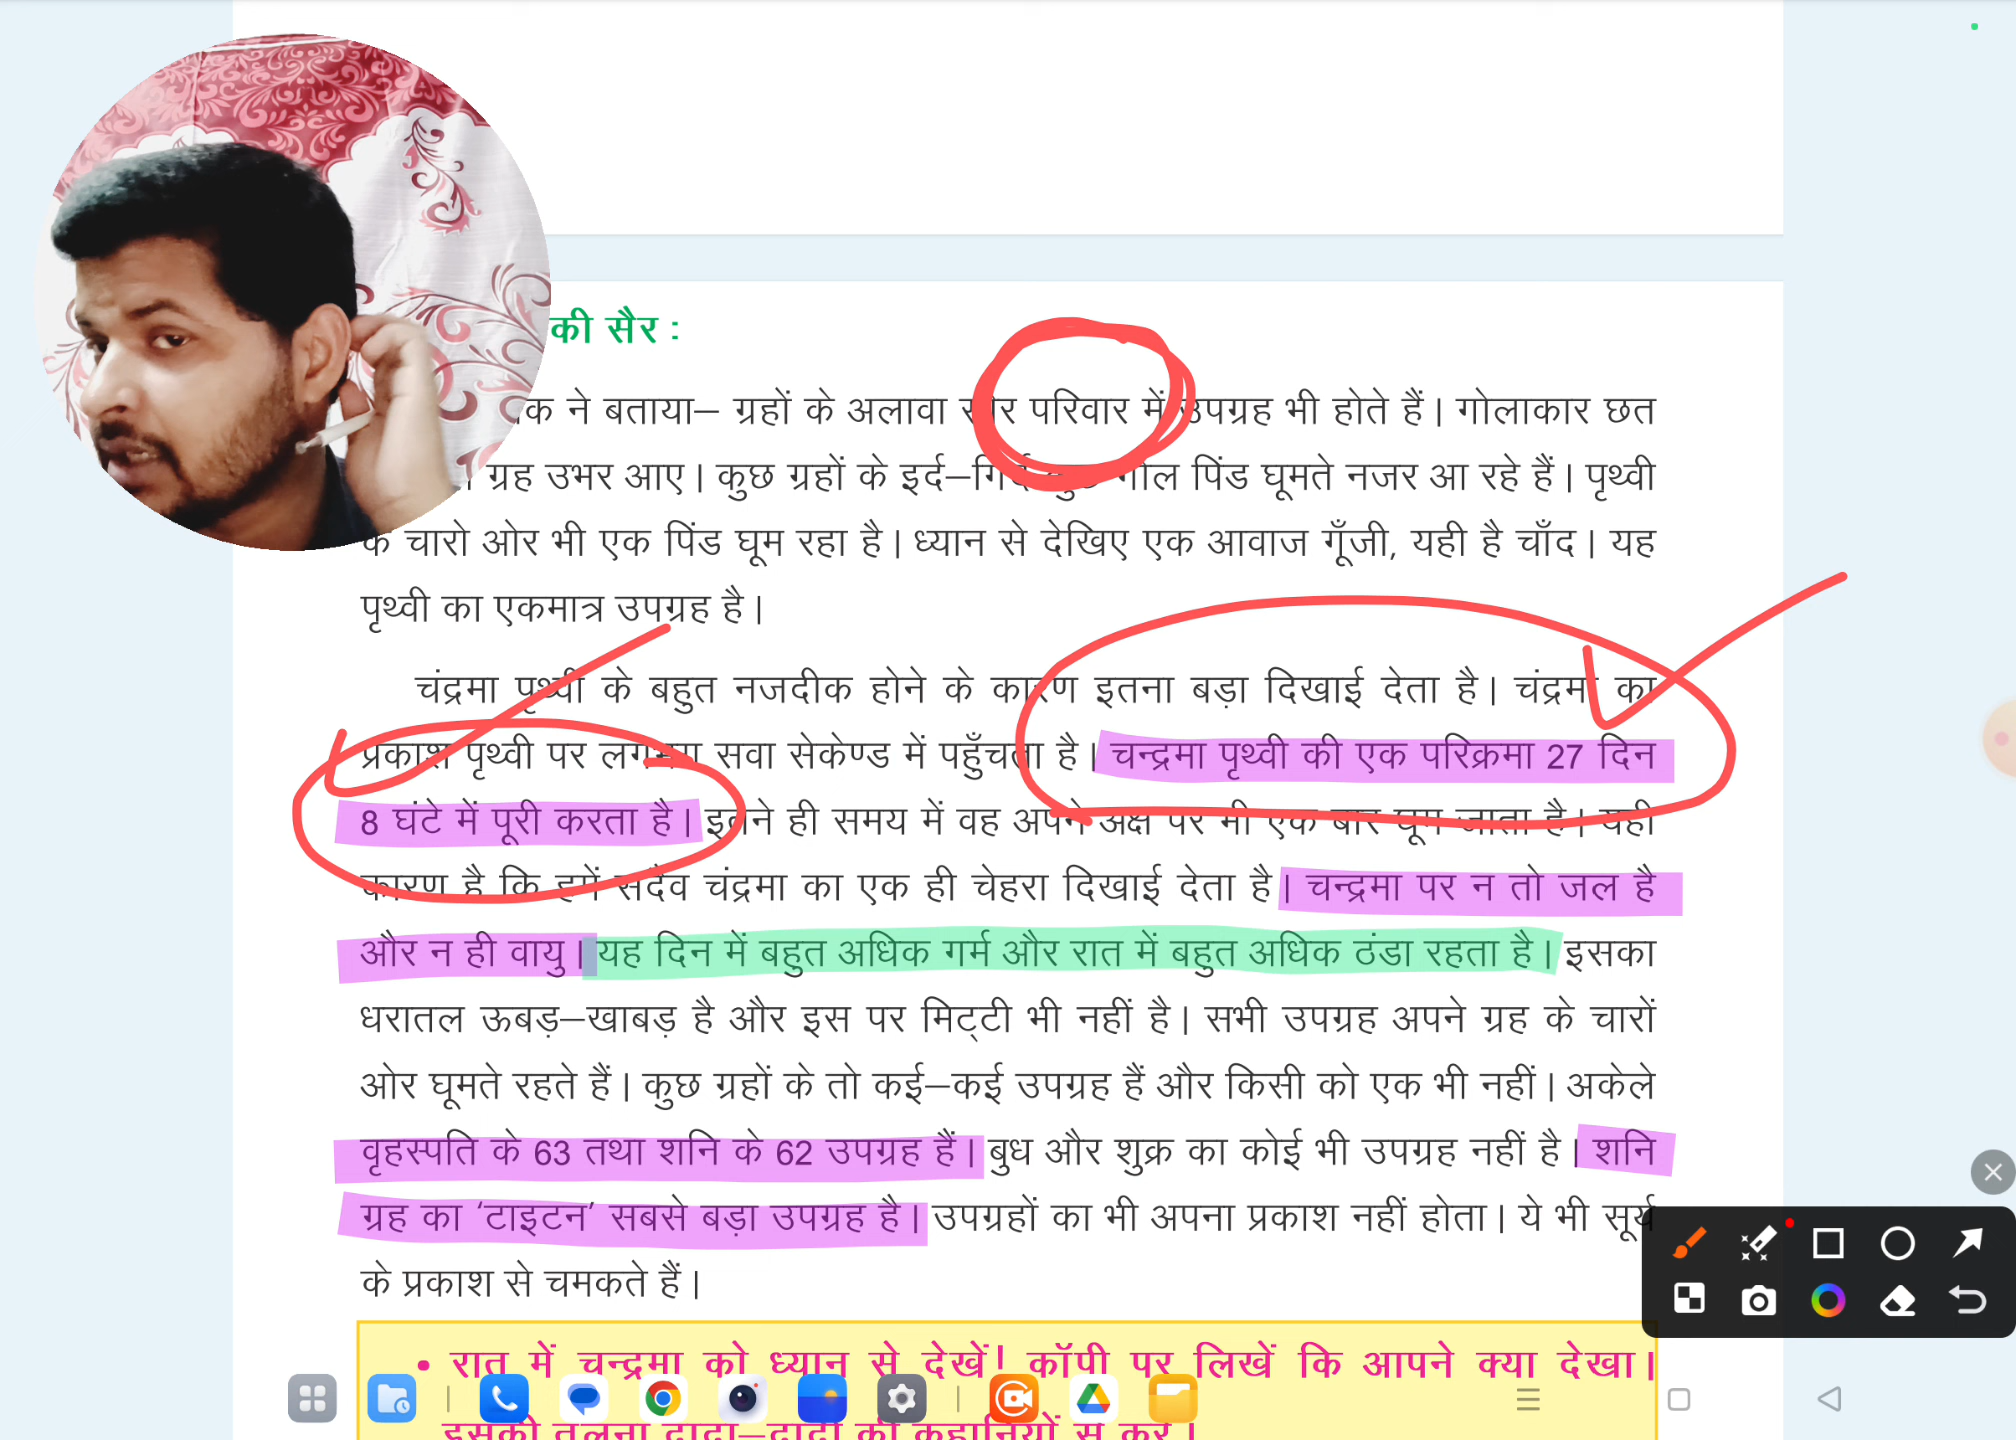 की सैर :
ने बताया– ग्रहों के अलावा सौर परिवार में उपग्रह भी होते हैं। गोलाकार छत
ग्रह उभर आए। कुछ ग्रहों के इर्द–गिर्द कुछ गोल पिंड घूमते नजर आ रहे हैं। पृथ्वी
के चारो ओर भी एक पिंड घूम रहा है। ध्यान से देखिए एक आवाज गूँजी, यही है चाँद। यह
पृथ्वी का एकमात्र उपग्रह है।
चंद्रमा पृथ्वी के बहुत नजदीक होने के कारण इतना बड़ा दिखाई देता है। चंद्रमा का
प्रकाश पृथ्वी पर लगभग सवा सेकेण्ड में पहुँचता है। चन्द्रमा पृथ्वी की एक परिक्रमा 27 दिन
8 घंटे में पूरी करता है। इतने ही समय में वह अपने अक्ष पर भी एक बार घूम जाता है। यही
कारण है कि हमें सदैव चंद्रमा का एक ही चेहरा दिखाई देता है। चन्द्रमा पर न तो जल है
और न ही वायु। यह दिन में बहुत अधिक गर्म और रात में बहुत अधिक ठंडा रहता है। इसका
धरातल ऊबड़–खाबड़ है और इस पर मिट्टी भी नहीं है। सभी उपग्रह अपने ग्रह के चारों
ओर घूमते रहते हैं। कुछ ग्रहों के तो कई–कई उपग्रह हैं और किसी को एक भी नहीं। अकेले
वृहस्पति के 63 तथा शनि के 62 उपग्रह हैं। बुध और शुक्र का कोई भी उपग्रह नहीं है। शनि
ग्रह का ‘टाइटन’ सबसे बड़ा उपग्रह है। उपग्रहों का भी अपना प्रकाश नहीं होता। ये भी सूर्य
के प्रकाश से चमकते हैं।
• रात में चन्द्रमा को ध्यान से देखें! कॉपी पर लिखें कि आपने क्या देखा।
इसकी तुलना दादा–दादी की कहानियों से करें।